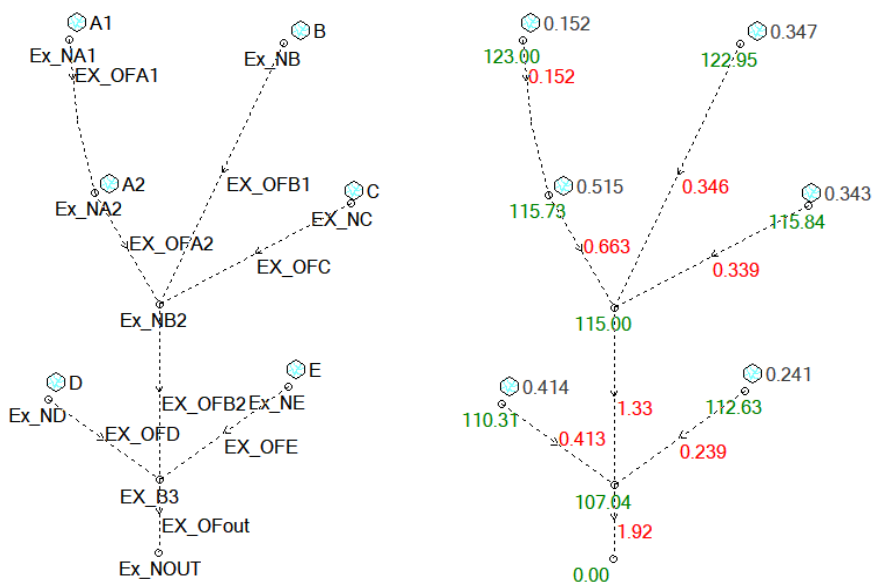 A1
Ex_NA1
EX_OFA1
B
Ex_NB
A2
Ex_NA2
EX_OFB1
C
EX_NC
EX_OFA2
EX_OFC
Ex_NB2
D
Ex_ND
E
Ex_NE
EX_OFB2
EX_OFD
EX_OFE
EX_B3
EX_OFout
Ex_NOUT
0.152
123.00
0.152
0.347
122.95
0.515
115.73
0.346
0.343
115.84
0.663
0.339
115.00
0.414
110.31
0.241
112.63
1.33
0.413
0.239
107.04
1.92
0.00